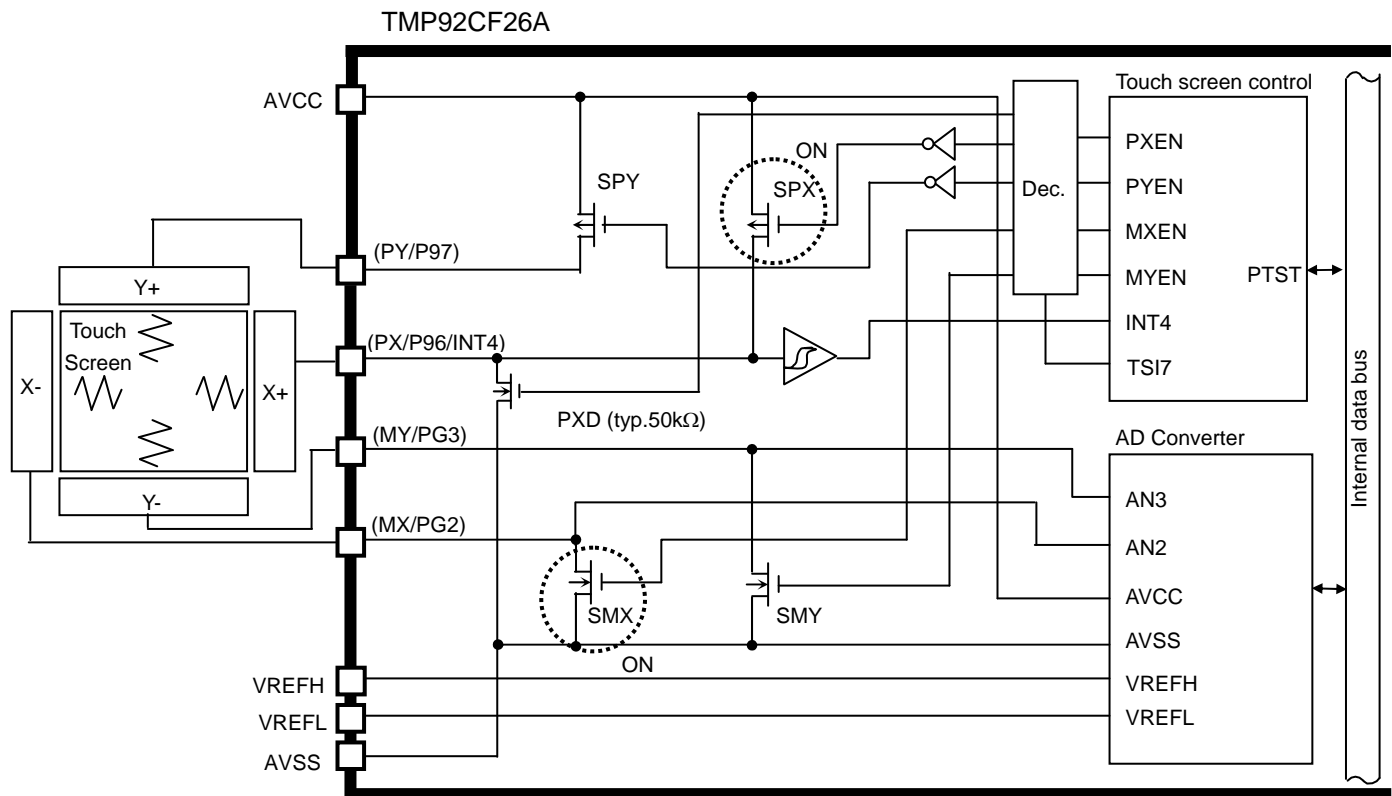 TMP92CF26A
AVCC
(PY/P97)
(PX/P96/INT4)
(MY/PG3)
(MX/PG2)
VREFH
VREFL
AVSS
Y+
Touch
Screen
X-
X+
Y-
SPY
ON
SPX
PXD (typ.50kΩ)
SMX
ON
SMY
Dec.
Touch screen control
PXEN
PYEN
MXEN
MYEN
PTST
INT4
TSI7
AD Converter
AN3
AN2
AVCC
AVSS
VREFH
VREFL
Internal data bus